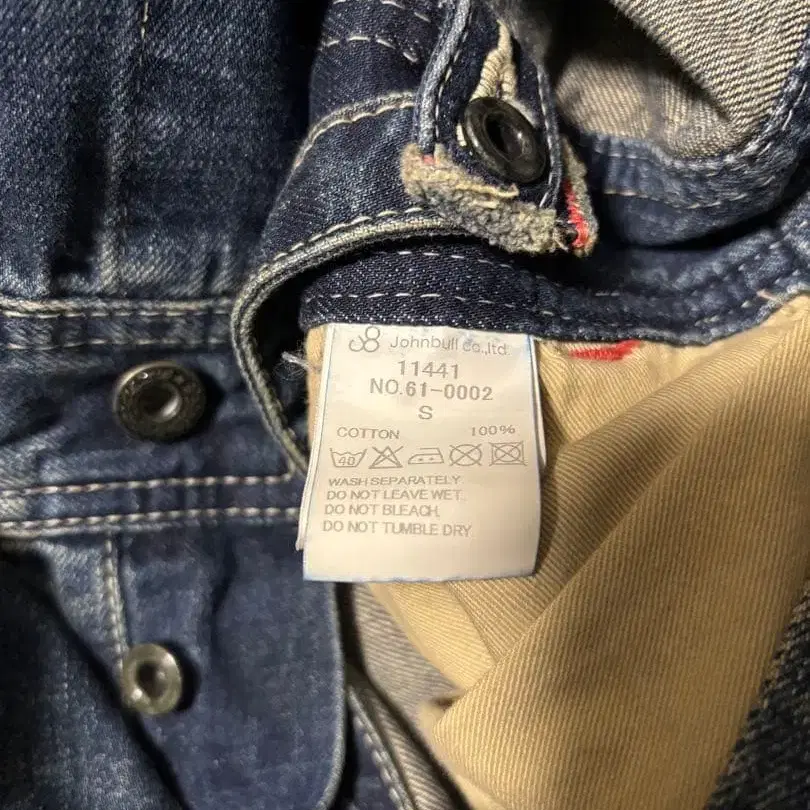 Johnbull co.,ltd.
11441
NO.61-0002
S
COTTON 100%
40
WASH SEPARATELY
DO NOT LEAVE WET.
DO NOT BLEACH.
DO NOT TUMBLE DRY